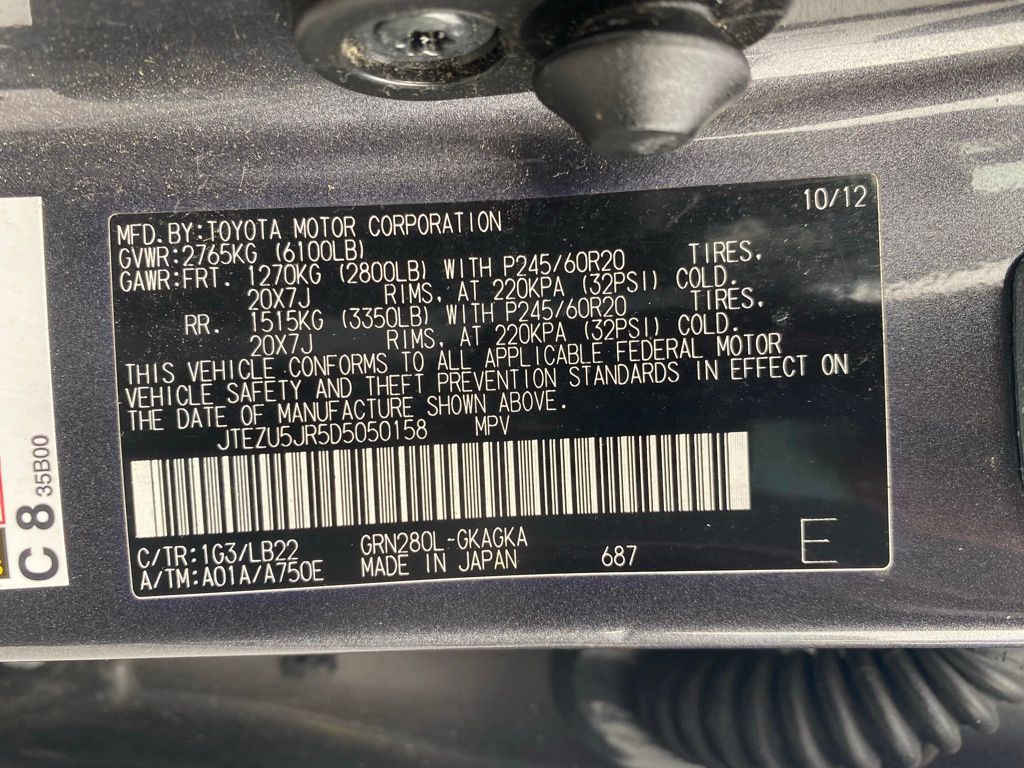 10/12
MFD.BY:TOYOTA MOTOR CORPORATION
GVWR:2765KG (6100LB)
GAWR:FRT. 1270KG (2800LB) WITH P245/60R20 TIRES,
20X7J RIMS, AT 220KPA (32PSI) COLD.
RR. 1515KG (3350LB) WITH P245/60R20 TIRES,
20X7J RIMS, AT 220KPA (32PSI) COLD.
THIS VEHICLE CONFORMS TO ALL APPLICABLE FEDERAL MOTOR
VEHICLE SAFETY AND THEFT PREVENTION STANDARDS IN EFFECT ON
THE DATE OF MANUFACTURE SHOWN ABOVE.
JTEZU5JR5D5050158 MPV
C/TR:1G3/LB22 GRN280L-GKAGKA
A/TM:A01A/A750E MADE IN JAPAN 687 E
C 8 35B00